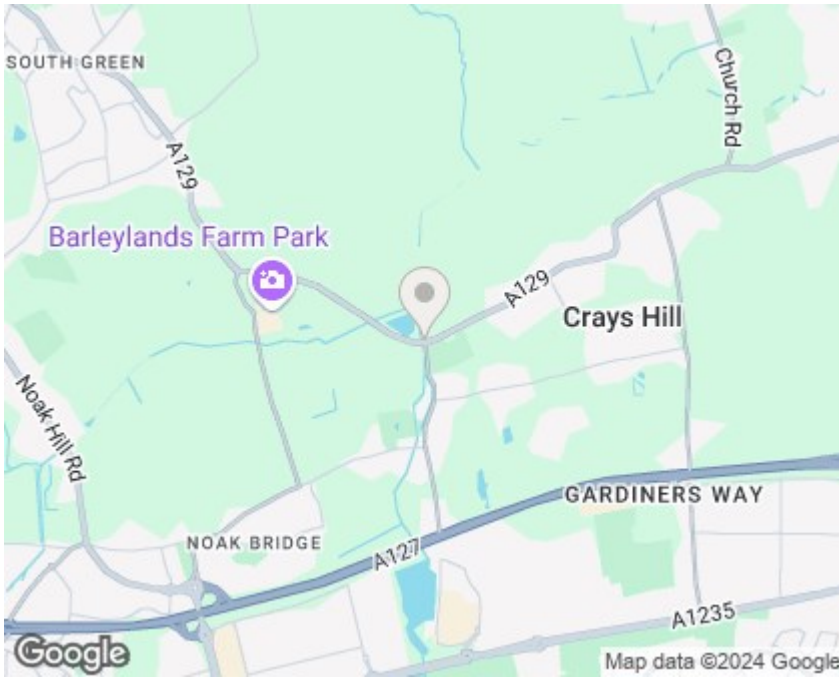 SOUTH GREEN
Church Rd
A129
Barleylands Farm Park
A129
Crays Hill
Noak Hill Rd
GARDINERS WAY
NOAK BRIDGE
A127
A1235
Google
Map data ©2024 Google